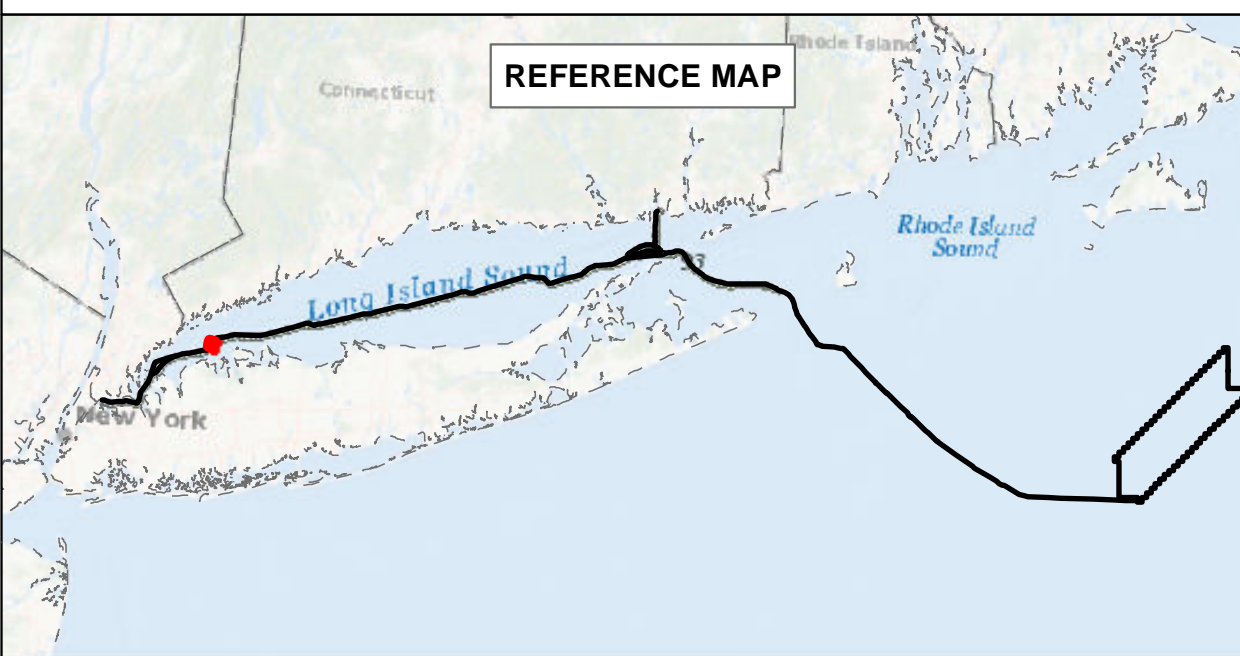 Rhode Island
REFERENCE MAP
Connecticut
Rhode Island
Sound
Long Island Sound
New York